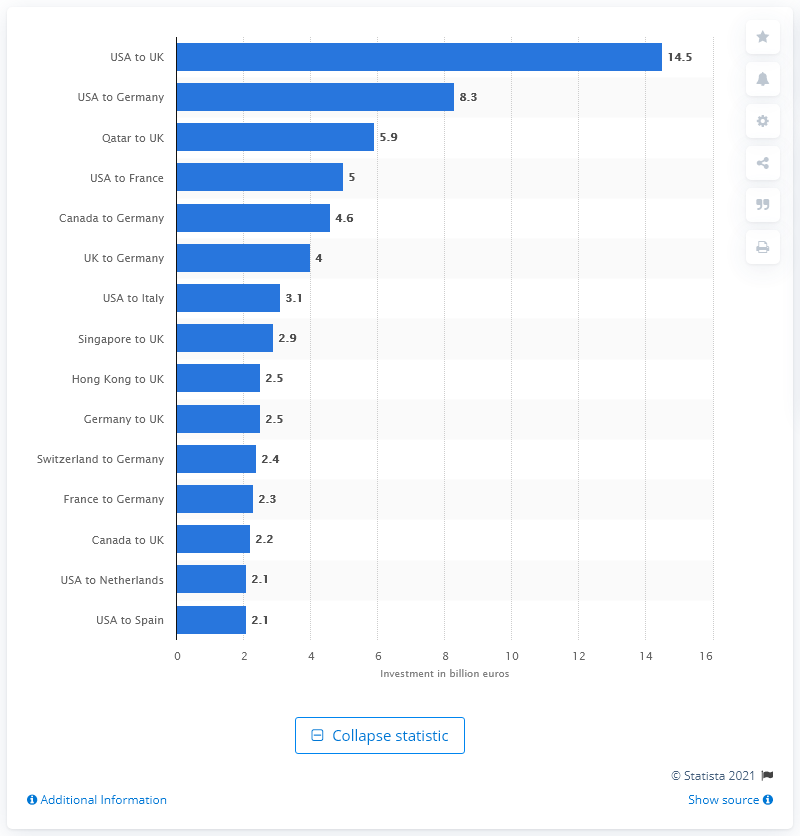 USA to UK 14.5
USA to Germany 8.3
Qatar to UK 5.9
USA to France 5
Canada to Germany 4.6
UK to Germany 4
USA to Italy 3.1
Singapore to UK 2.9
Hong Kong to UK 2.5
Germany to UK 2.5
Switzerland to Germany 2.4
France to Germany 2.3
Canada to UK 2.2
USA to Netherlands 2.1
USA to Spain 2.1
0 2 4 6 8 10 12 14 16
Investment in billion euros
Collapse statistic
© Statista 2021
Additional Information
Show source